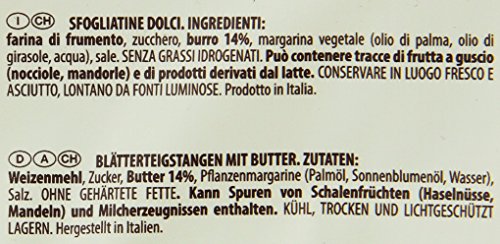 I CH SFOGLIATINE DOLCI. INGREDIENTI:
farina di frumento, zucchero, burro 14%, margarina vegetale (olio di palma, olio di
girasole, acqua), sale. SENZA GRASSI IDROGENATI. Può contenere tracce di frutta a guscio
(nocciole, mandorle) e di prodotti derivati dal latte. CONSERVARE IN LUOGO FRESCO E
ASCIUTTO, LONTANO DA FONTI LUMINOSE. Prodotto in Italia.
D A CH BLÄTTERTEIGSTANGEN MIT BUTTER. ZUTATEN:
Weizenmehl, Zucker, Butter 14%, Pflanzenmargarine (Palmöl, Sonnenblumenöl, Wasser),
Salz. OHNE GEHÄRTETE FETTE. Kann Spuren von Schalenfrüchten (Haselnüsse,
Mandeln) und Milcherzeugnissen enthalten. KÜHL, TROCKEN UND LICHTGESCHÜTZT
LAGERN. Hergestellt in Italien.